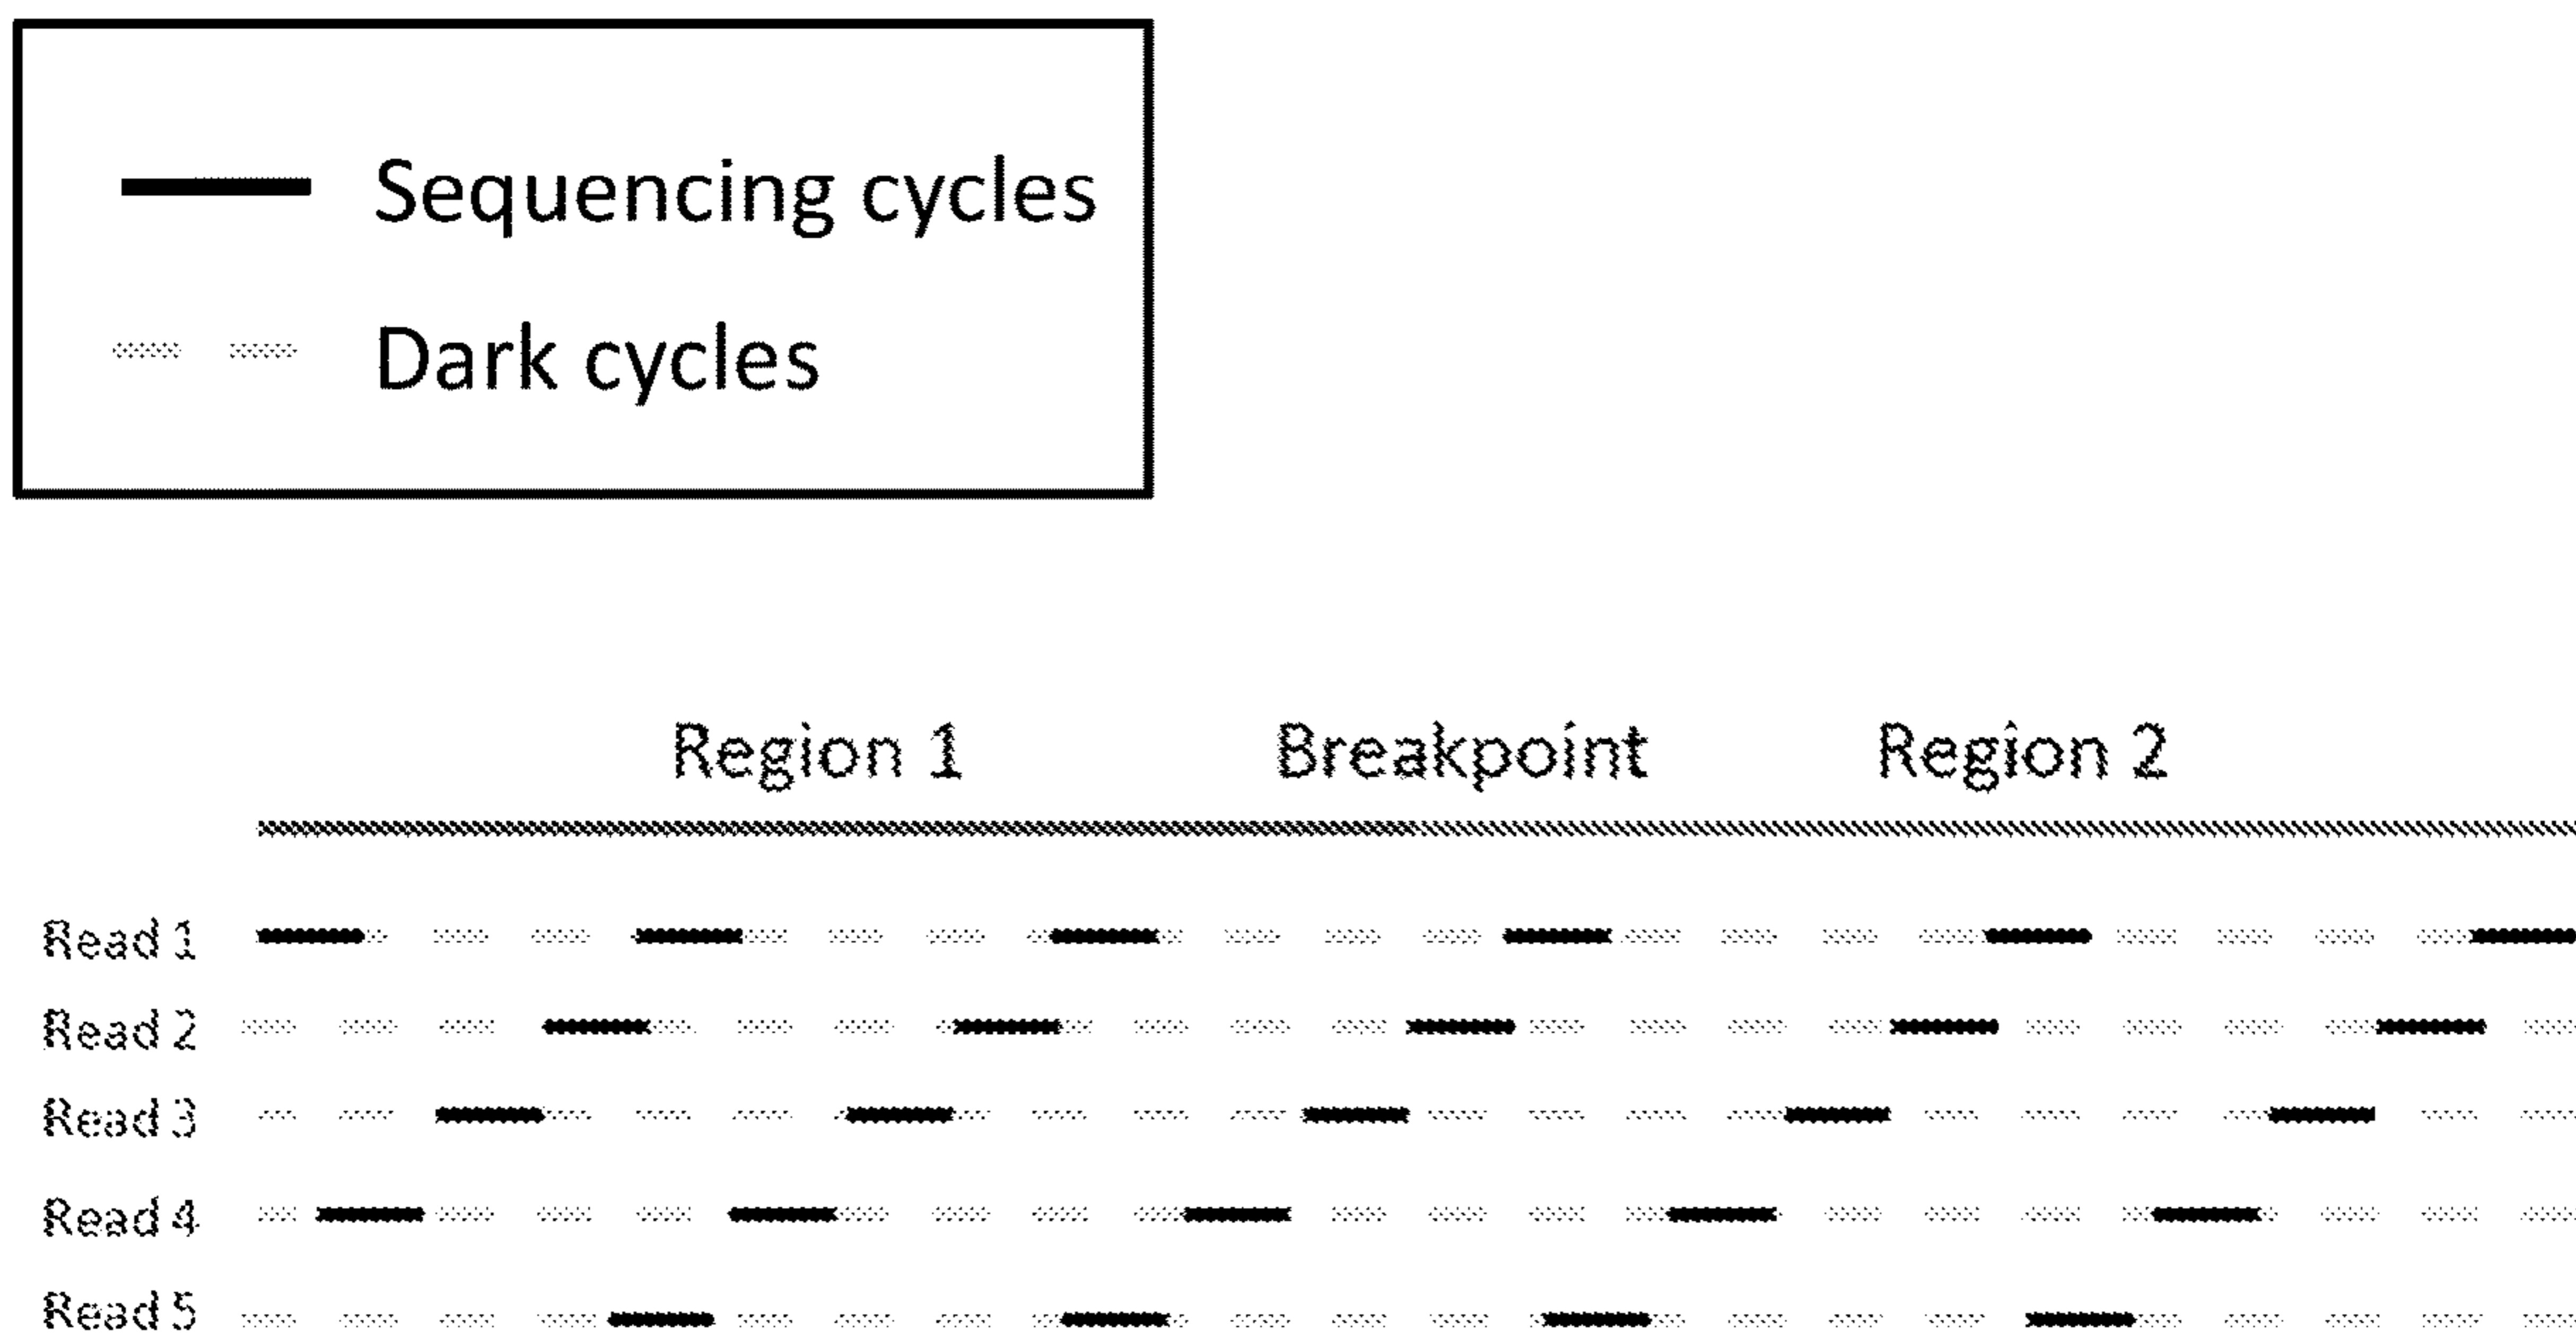 Sequencing cycles
Dark cycles
Region 1 Breakpoint Region 2
Read 1
Read 2
Read 3
Read 4
Read 5